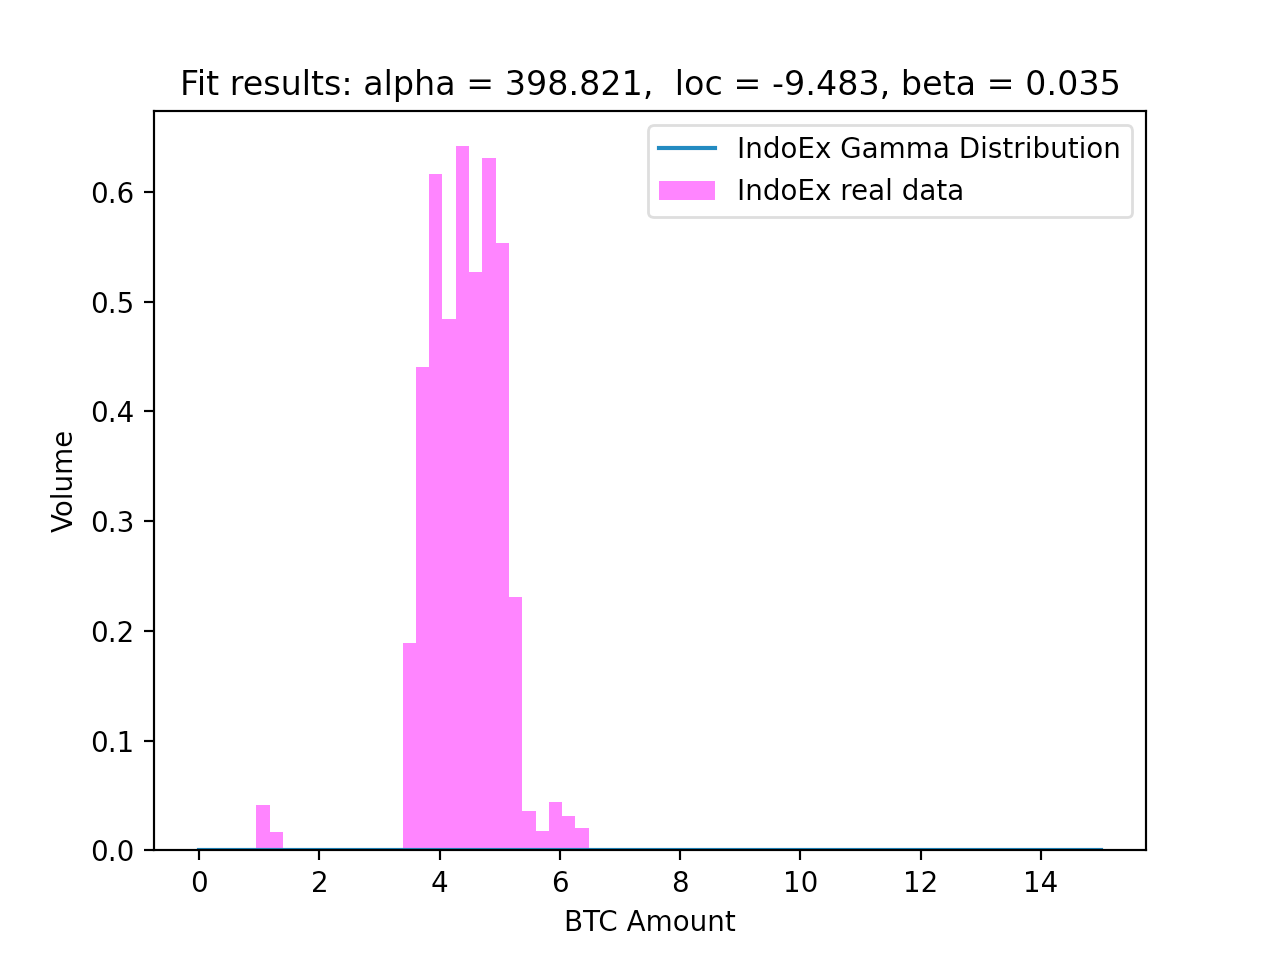 Fit results: alpha = 398.821,  loc = -9.483, beta = 0.035
IndoEx Gamma Distribution
IndoEx real data
Volume
0.6
0.5
0.4
0.3
0.2
0.1
0.0
0 2 4 6 8 10 12 14
BTC Amount